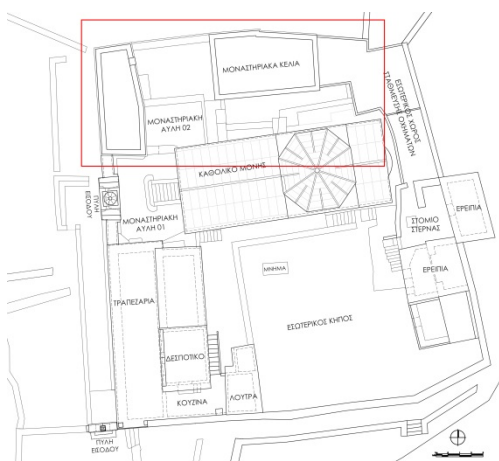 ΜΟΝΑΣΤΗΡΙΑΚΑ ΚΕΛΙΑ
ΜΟΝΑΣΤΗΡΙΑΚΗ
ΑΥΛΗ 02
ΕΣΩΤΕΡΙΚΟΣ ΧΩΡΟΣ
ΣΤΑΘΜΕΥΣΗΣ ΟΧΗΜΑΤΩΝ
ΚΑΘΟΛΙΚΟ ΜΟΝΗΣ
ΠΥΛΗ
ΕΙΣΟΔΟΥ
ΜΟΝΑΣΤΗΡΙΑΚΗ
ΑΥΛΗ 01
ΣΤΟΜΙΟ
ΣΤΕΡΝΑΣ
ΕΡΕΙΠΙΑ
ΕΡΕΙΠΙΑ
ΜΝΗΜΑ
ΤΡΑΠΕΖΑΡΙΑ
ΕΣΩΤΕΡΙΚΟΣ ΚΗΠΟΣ
ΔΕΣΠΟΤΙΚΟ
ΚΟΥΖΙΝΑ
ΛΟΥΤΡΑ
ΠΥΛΗ
ΕΙΣΟΔΟΥ